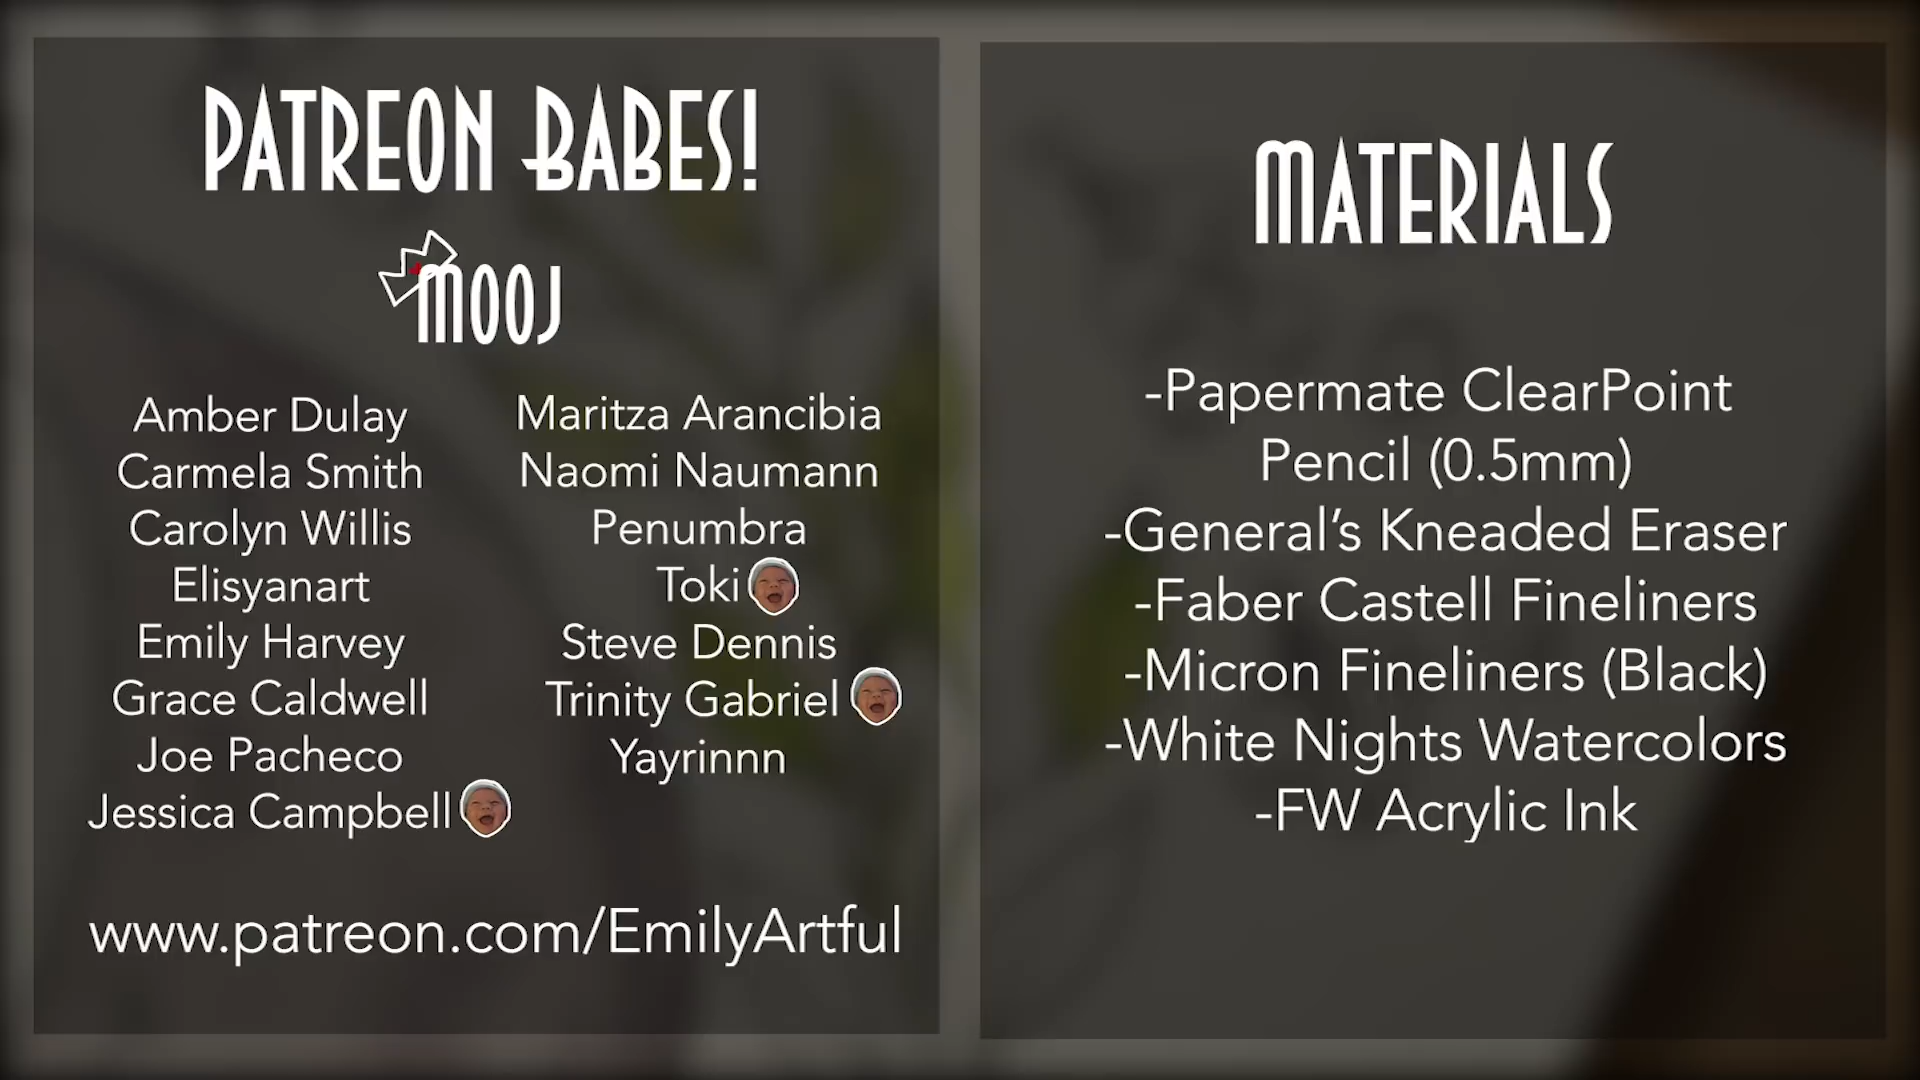 PATREON BABES!
MOOJ
Amber Dulay
Carmela Smith
Carolyn Willis
Elisyanart
Emily Harvey
Grace Caldwell
Joe Pacheco
Jessica Campbell
Maritza Arancibia
Naomi Naumann
Penumbra
Toki
Steve Dennis
Trinity Gabriel
Yayrinnn
www.patreon.com/EmilyArtful
MATERIALS
-Papermate ClearPoint
Pencil (0.5mm)
-General’s Kneaded Eraser
-Faber Castell Fineliners
-Micron Fineliners (Black)
-White Nights Watercolors
-FW Acrylic Ink